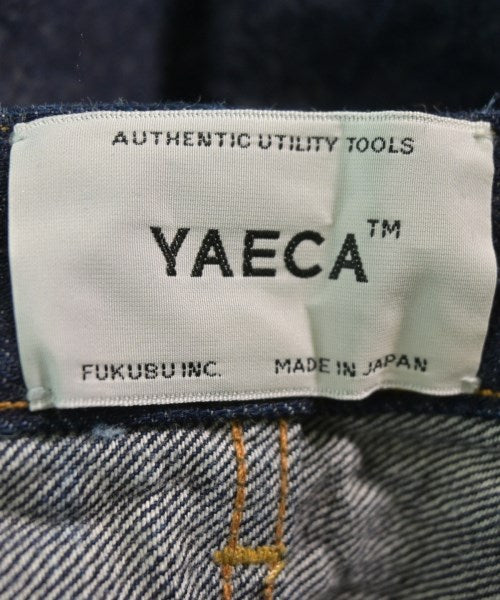 AUTHENTIC UTILITY TOOLS
YAECA™
FUKUBU INC. MADE IN JAPAN